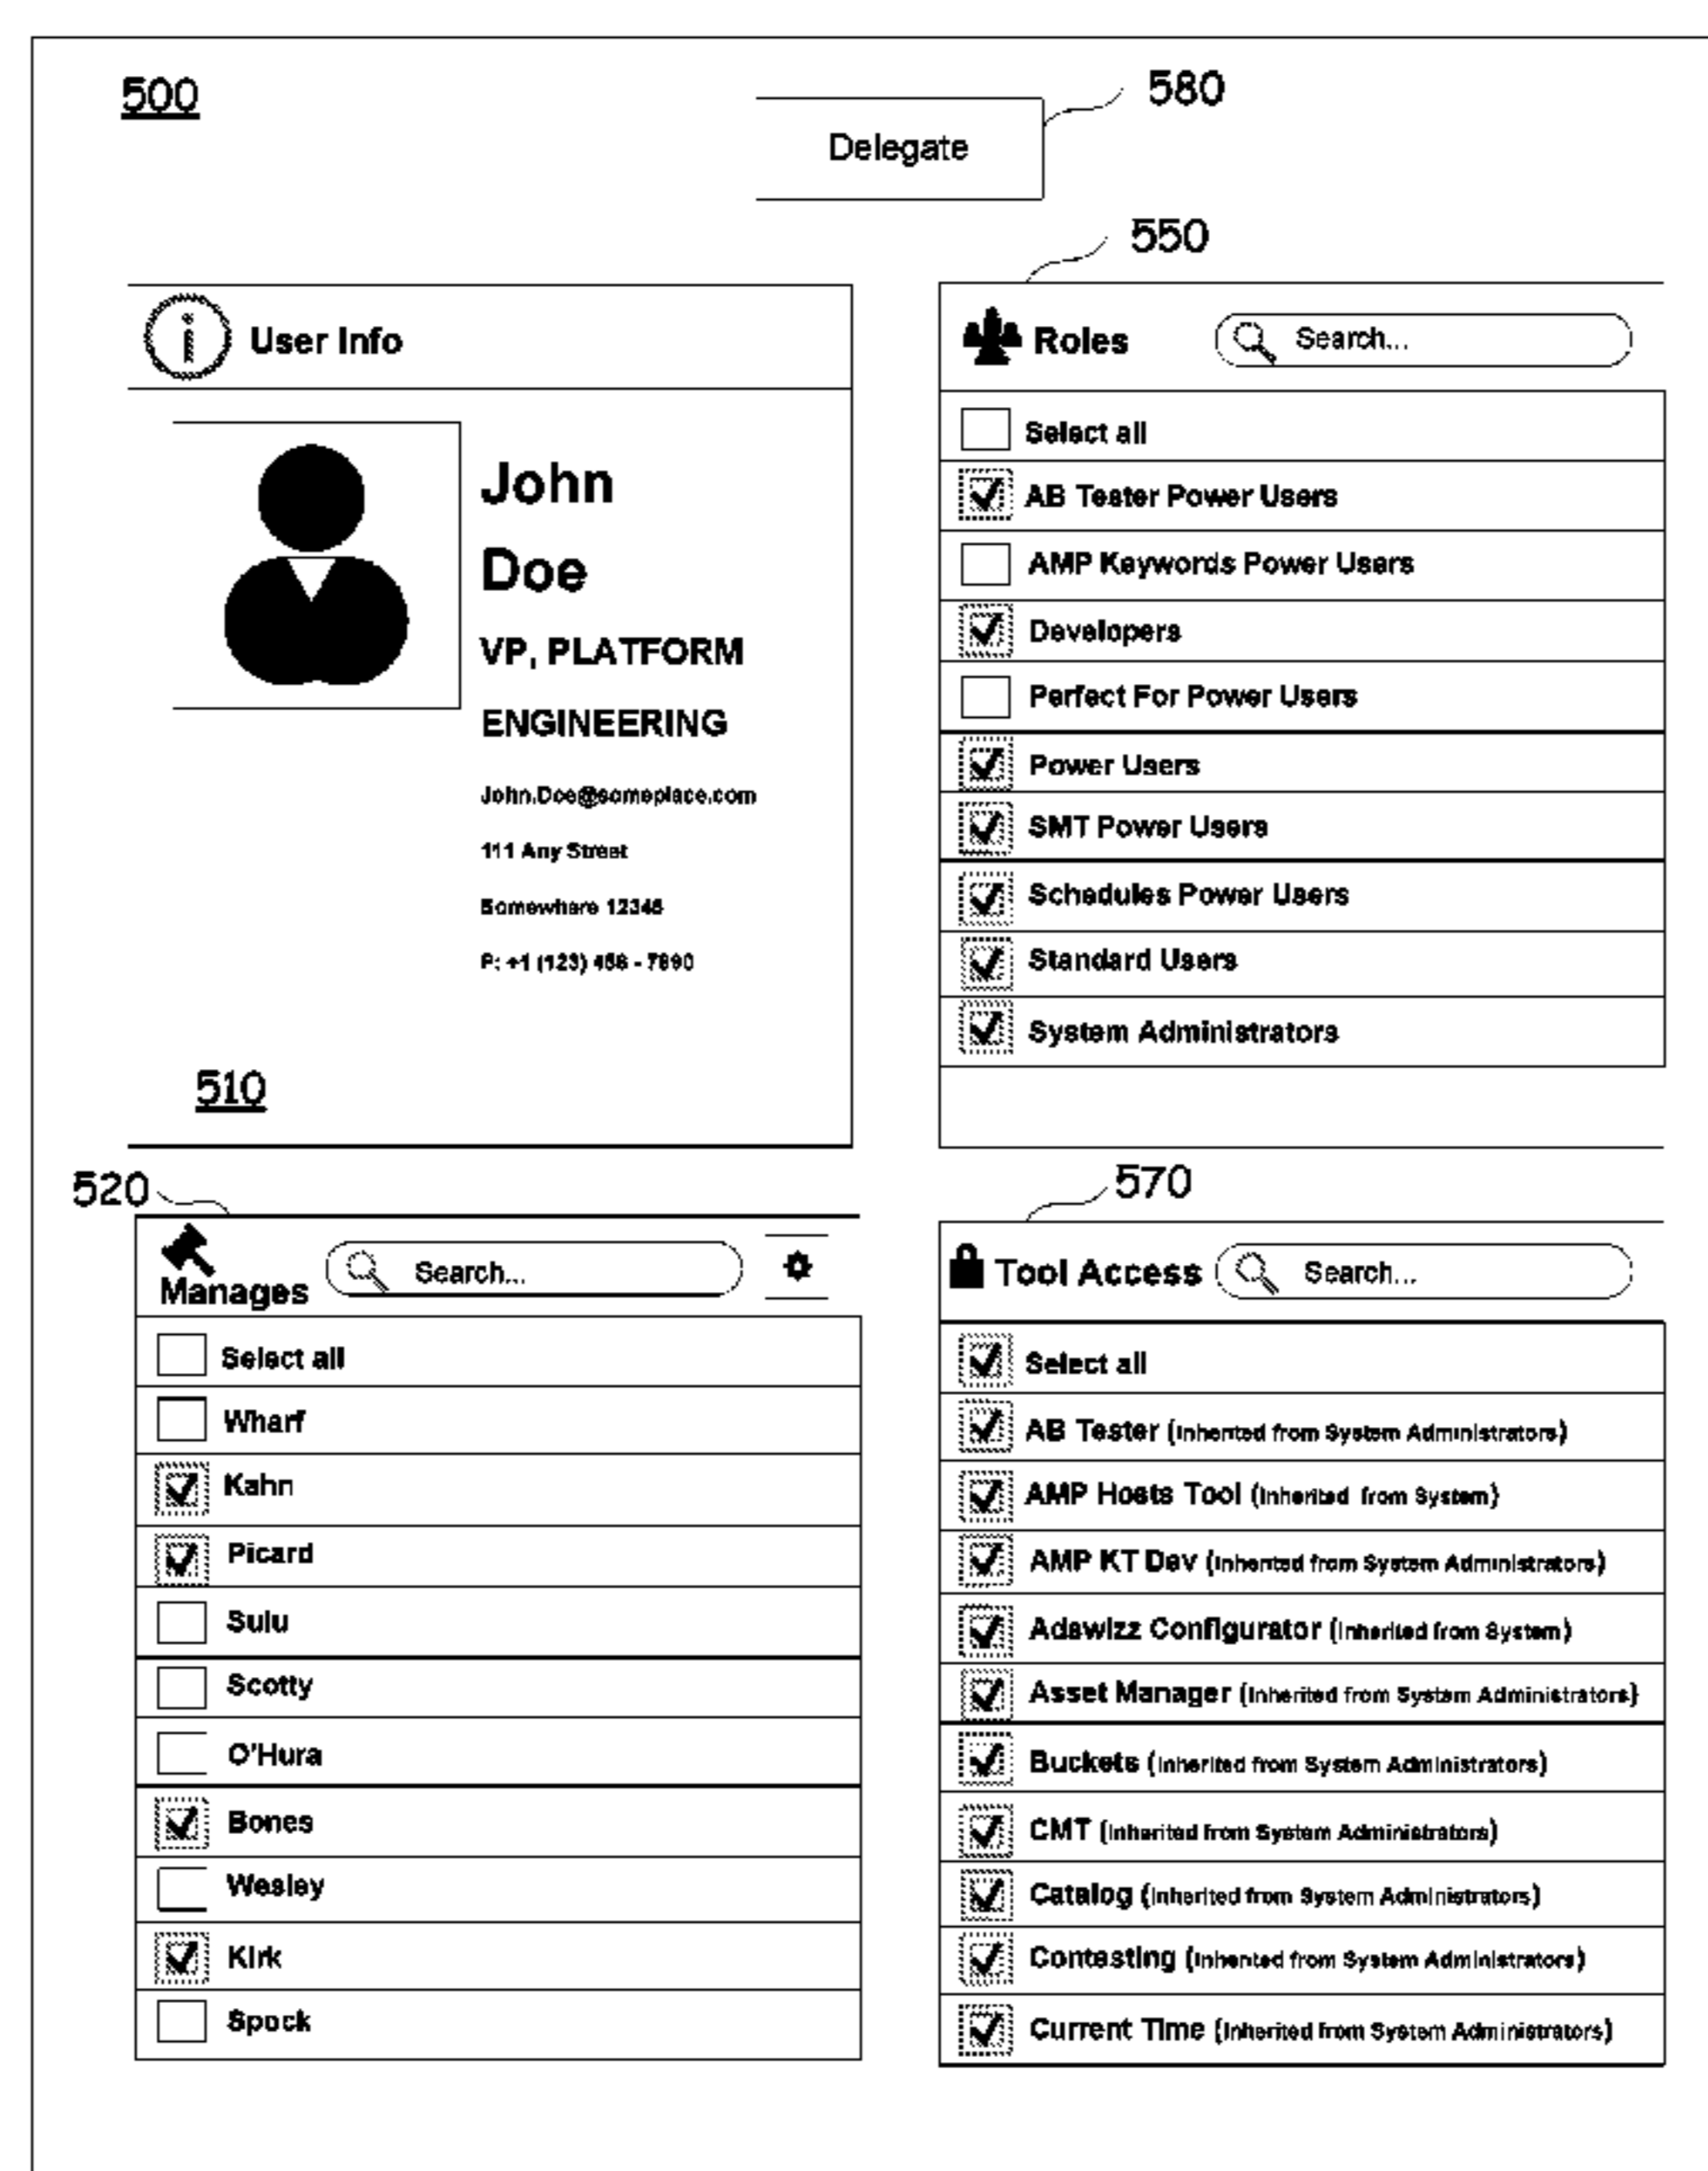 500
580
Delegate
550
User Info
John
Doe
VP, PLATFORM
ENGINEERING
John.Doe@someplace.com
111 Any Street
Somewhere 12345
P: +1 (123) 456 - 7890
510
Roles
Search...
Select all
AB Tester Power Users
AMP Keywords Power Users
Developers
Perfect For Power Users
Power Users
SMT Power Users
Schedules Power Users
Standard Users
System Administrators
520
Manages
Search...
Select all
Wharf
Kahn
Picard
Sulu
Scotty
O'Hura
Bones
Wesley
Kirk
Spock
570
Tool Access
Search...
Select all
AB Tester (Inherited from System Administrators)
AMP Hosts Tool (Inherited from System)
AMP KT Dev (Inherited from System Administrators)
Adawizz Configurator (Inherited from System)
Asset Manager (Inherited from System Administrators)
Buckets (Inherited from System Administrators)
CMT (Inherited from System Administrators)
Catalog (Inherited from System Administrators)
Contesting (Inherited from System Administrators)
Current Time (Inherited from System Administrators)